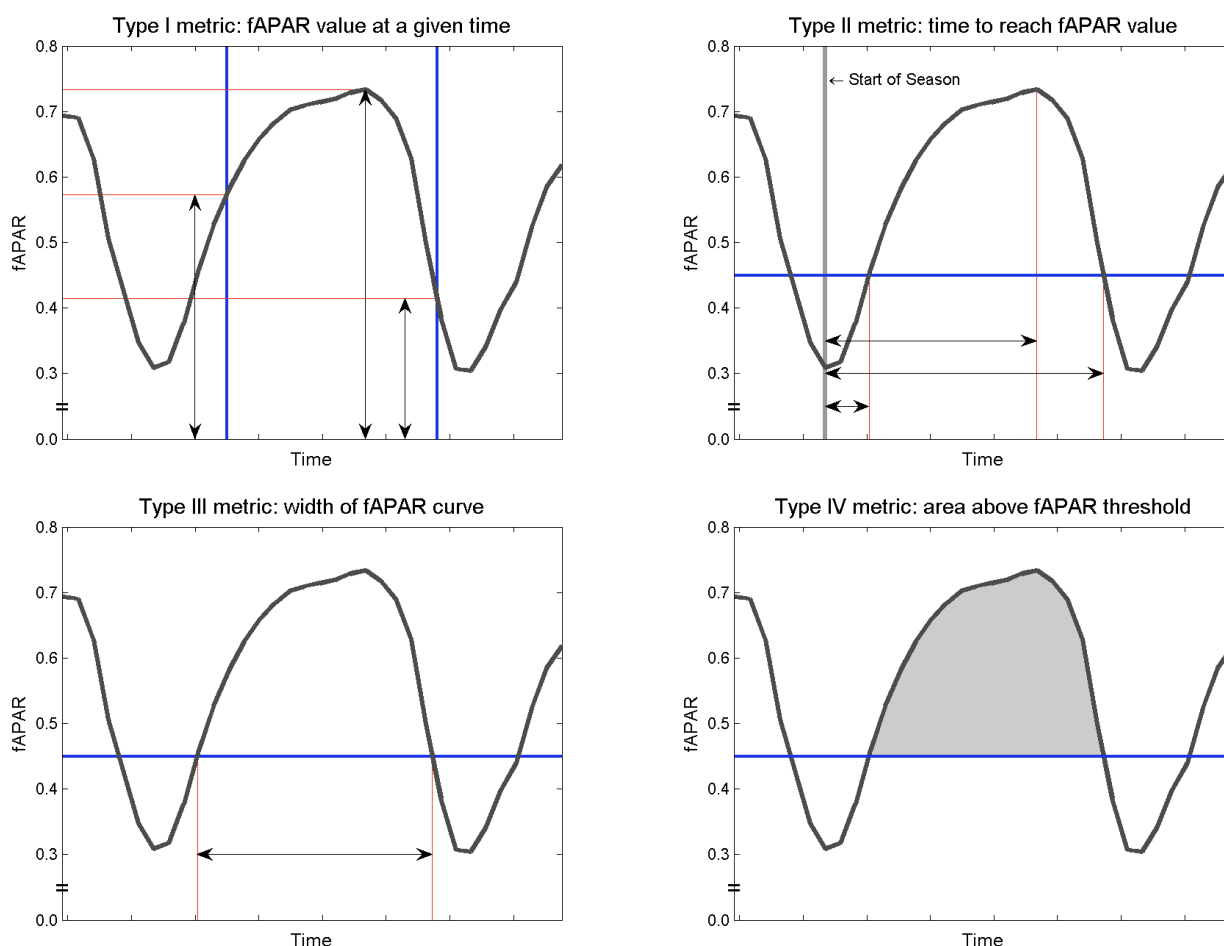 Type I metric: fAPAR value at a given time
0.8
0.7
0.6
0.5
0.4
0.3
0.0
fAPAR
Time
Type II metric: time to reach fAPAR value
← Start of Season
0.8
0.7
0.6
0.5
0.4
0.3
0.0
fAPAR
Time
Type III metric: width of fAPAR curve
0.8
0.7
0.6
0.5
0.4
0.3
0.0
fAPAR
Time
Type IV metric: area above fAPAR threshold
0.8
0.7
0.6
0.5
0.4
0.3
0.0
fAPAR
Time